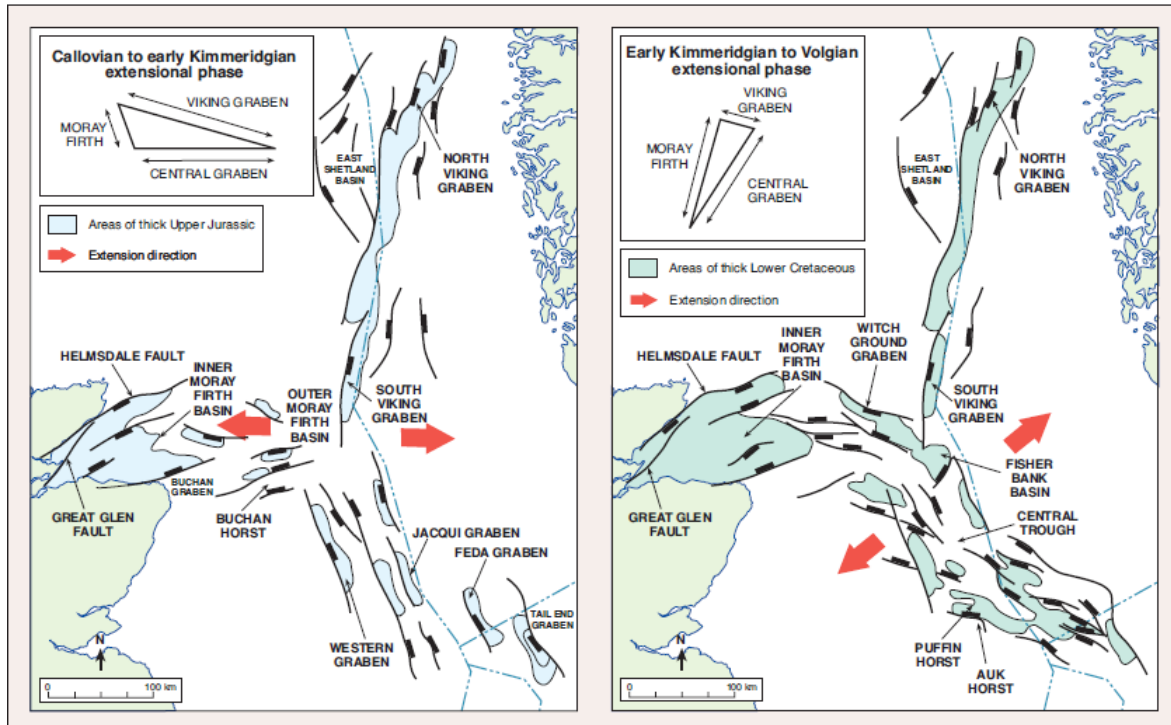 Callovian to early Kimmeridgian
extensional phase
VIKING GRABEN
MORAY
FIRTH
CENTRAL GRABEN
Areas of thick Upper Jurassic
Extension direction
EAST
SHETLAND
BASIN
NORTH
VIKING
GRABEN
HELMSDALE FAULT
INNER
MORAY
FIRTH
BASIN
OUTER
MORAY
FIRTH
BASIN
SOUTH
VIKING
GRABEN
BUCHAN
GRABEN
GREAT GLEN
FAULT
BUCHAN
HORST
JACQUI GRABEN
FEDA GRABEN
TAIL END
GRABEN
WESTERN
GRABEN
N
0
100 km
Early Kimmeridgian to Volgian
extensional phase
VIKING
GRABEN
MORAY
FIRTH
CENTRAL
GRABEN
Areas of thick Lower Cretaceous
Extension direction
EAST
SHETLAND
BASIN
NORTH
VIKING
GRABEN
HELMSDALE FAULT
INNER
MORAY
FIRTH
BASIN
WITCH
GROUND
GRABEN
SOUTH
VIKING
GRABEN
FISHER
BANK
BASIN
GREAT GLEN
FAULT
CENTRAL
TROUGH
PUFFIN
HORST
AUK
HORST
N
0
100 km